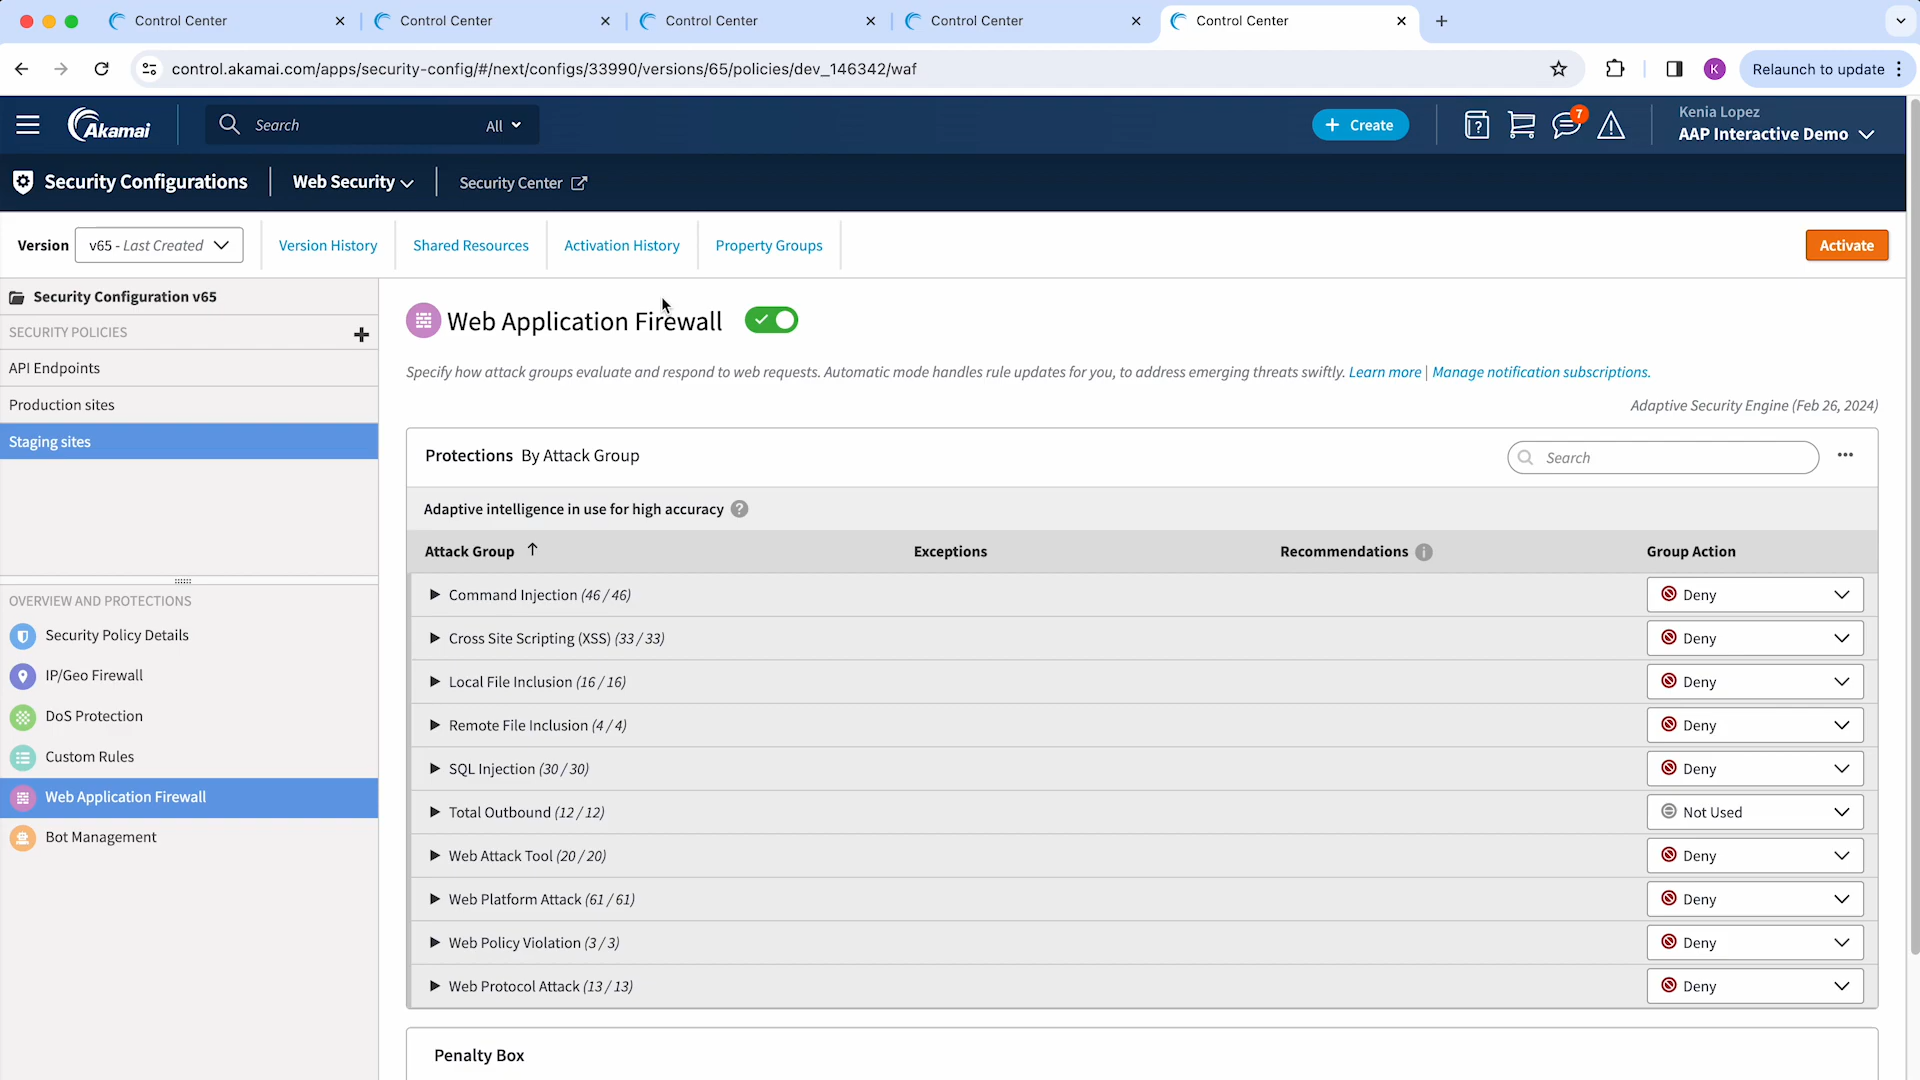 Control Center
Control Center
Control Center
Control Center
Control Center
control.akamai.com/apps/security-config/#/next/configs/33990/versions/65/policies/dev_146342/waf
K
Relaunch to update
Akamai
Search
All
+ Create
7
Kenia Lopez
AAP Interactive Demo
Security Configurations
Web Security
Security Center
Version
v65 - Last Created
Version History
Shared Resources
Activation History
Property Groups
Activate
Security Configuration v65
SECURITY POLICIES
API Endpoints
Production sites
Staging sites
OVERVIEW AND PROTECTIONS
Security Policy Details
IP/Geo Firewall
DoS Protection
Custom Rules
Web Application Firewall
Bot Management
Web Application Firewall
Specify how attack groups evaluate and respond to web requests. Automatic mode handles rule updates for you, to address emerging threats swiftly. Learn more | Manage notification subscriptions.
Adaptive Security Engine (Feb 26, 2024)
Protections By Attack Group
Search
Adaptive intelligence in use for high accuracy ?
Attack Group Exceptions Recommendations Group Action
Command Injection (46 / 46) Deny
Cross Site Scripting (XSS) (33 / 33) Deny
Local File Inclusion (16 / 16) Deny
Remote File Inclusion (4 / 4) Deny
SQL Injection (30 / 30) Deny
Total Outbound (12 / 12) Not Used
Web Attack Tool (20 / 20) Deny
Web Platform Attack (61 / 61) Deny
Web Policy Violation (3 / 3) Deny
Web Protocol Attack (13 / 13) Deny
Penalty Box